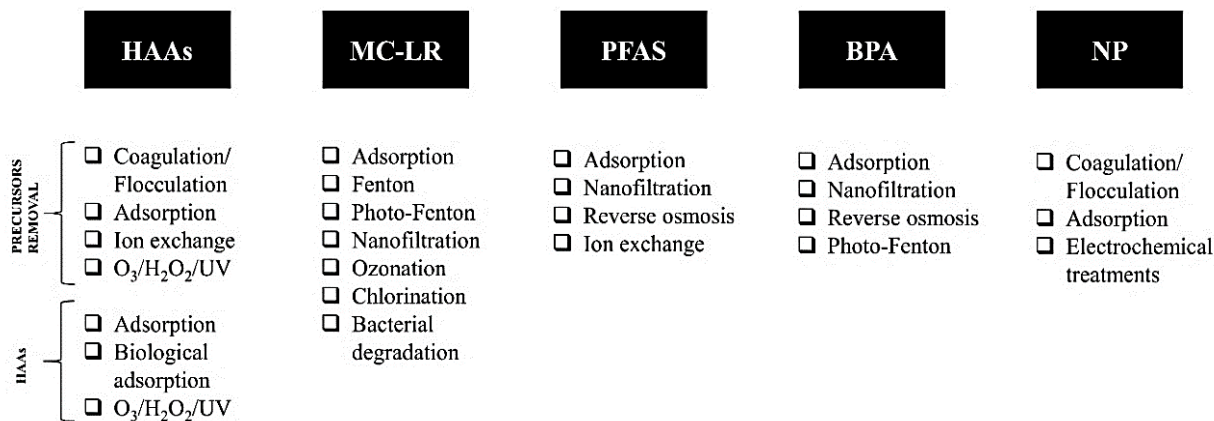 HAAs
MC-LR
PFAS
BPA
NP
PRECURSORS
REMOVAL
❑ Coagulation/
Flocculation
❑ Adsorption
❑ Ion exchange
❑ O₃/H₂O₂/UV
HAAs
❑ Adsorption
❑ Biological
adsorption
❑ O₃/H₂O₂/UV
❑ Adsorption
❑ Fenton
❑ Photo-Fenton
❑ Nanofiltration
❑ Ozonation
❑ Chlorination
❑ Bacterial
degradation
❑ Adsorption
❑ Nanofiltration
❑ Reverse osmosis
❑ Ion exchange
❑ Adsorption
❑ Nanofiltration
❑ Reverse osmosis
❑ Photo-Fenton
❑ Coagulation/
Flocculation
❑ Adsorption
❑ Electrochemical
treatments